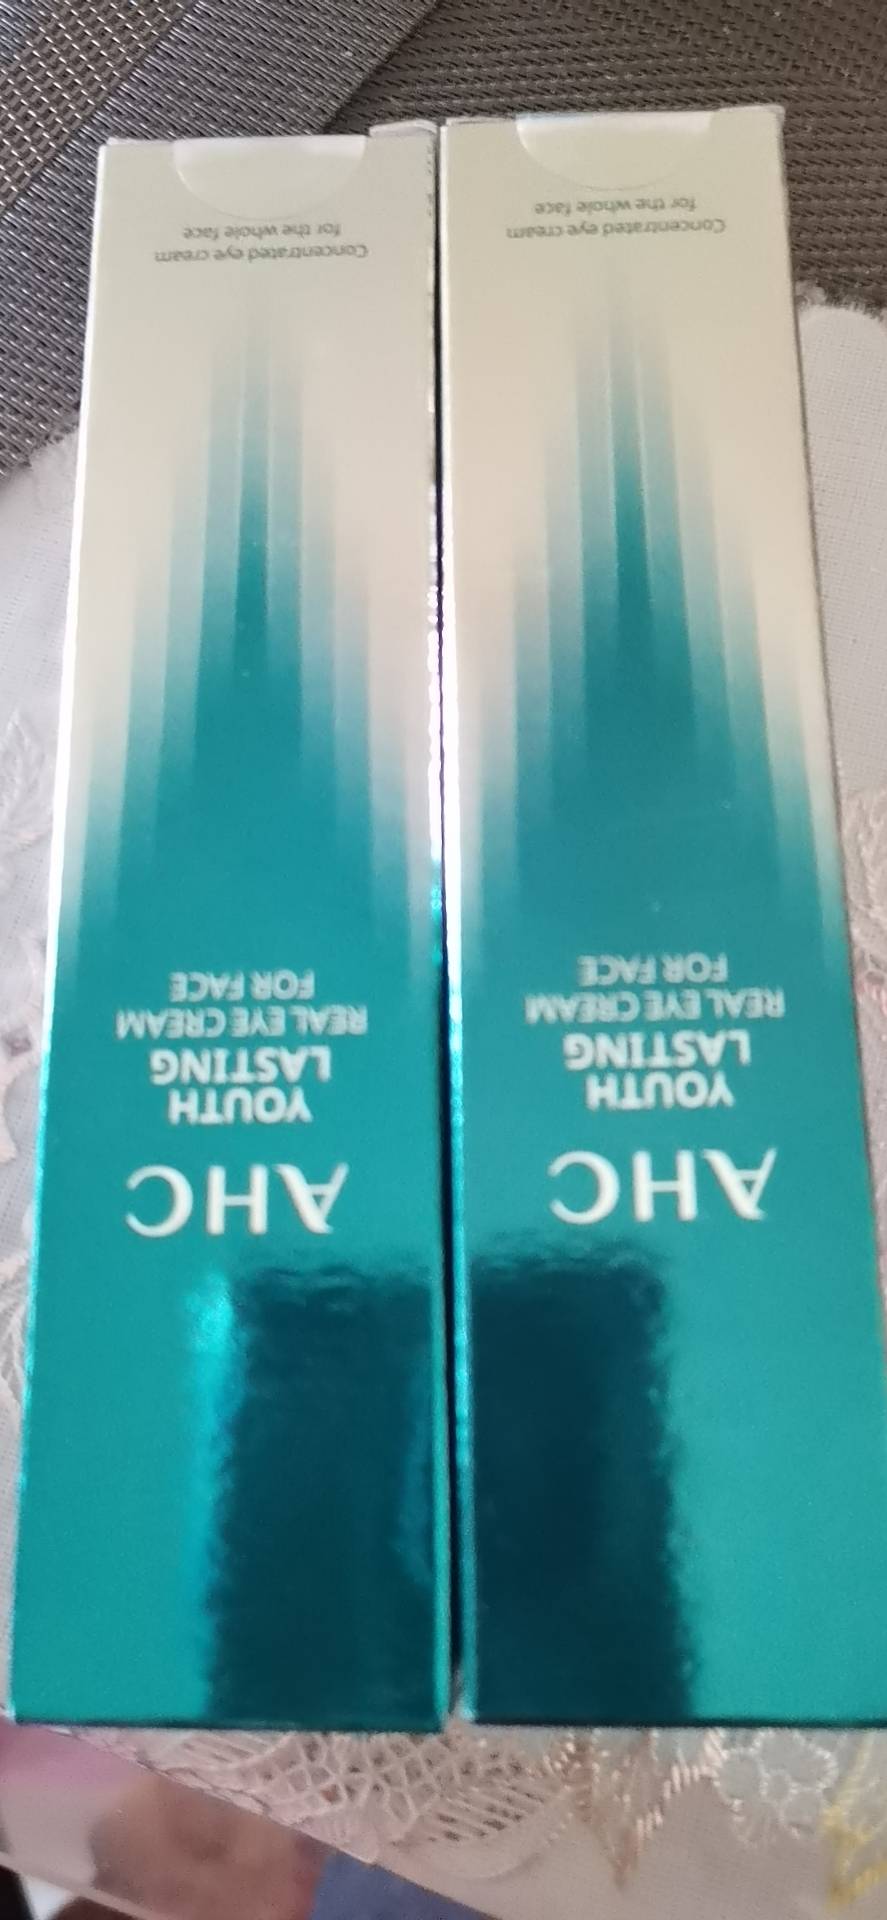 AHC
YOUTH
LASTING
REAL EYE CREAM
FOR FACE
Concentrated eye cream
for the whole face
AHC
YOUTH
LASTING
REAL EYE CREAM
FOR FACE
Concentrated eye cream
for the whole face